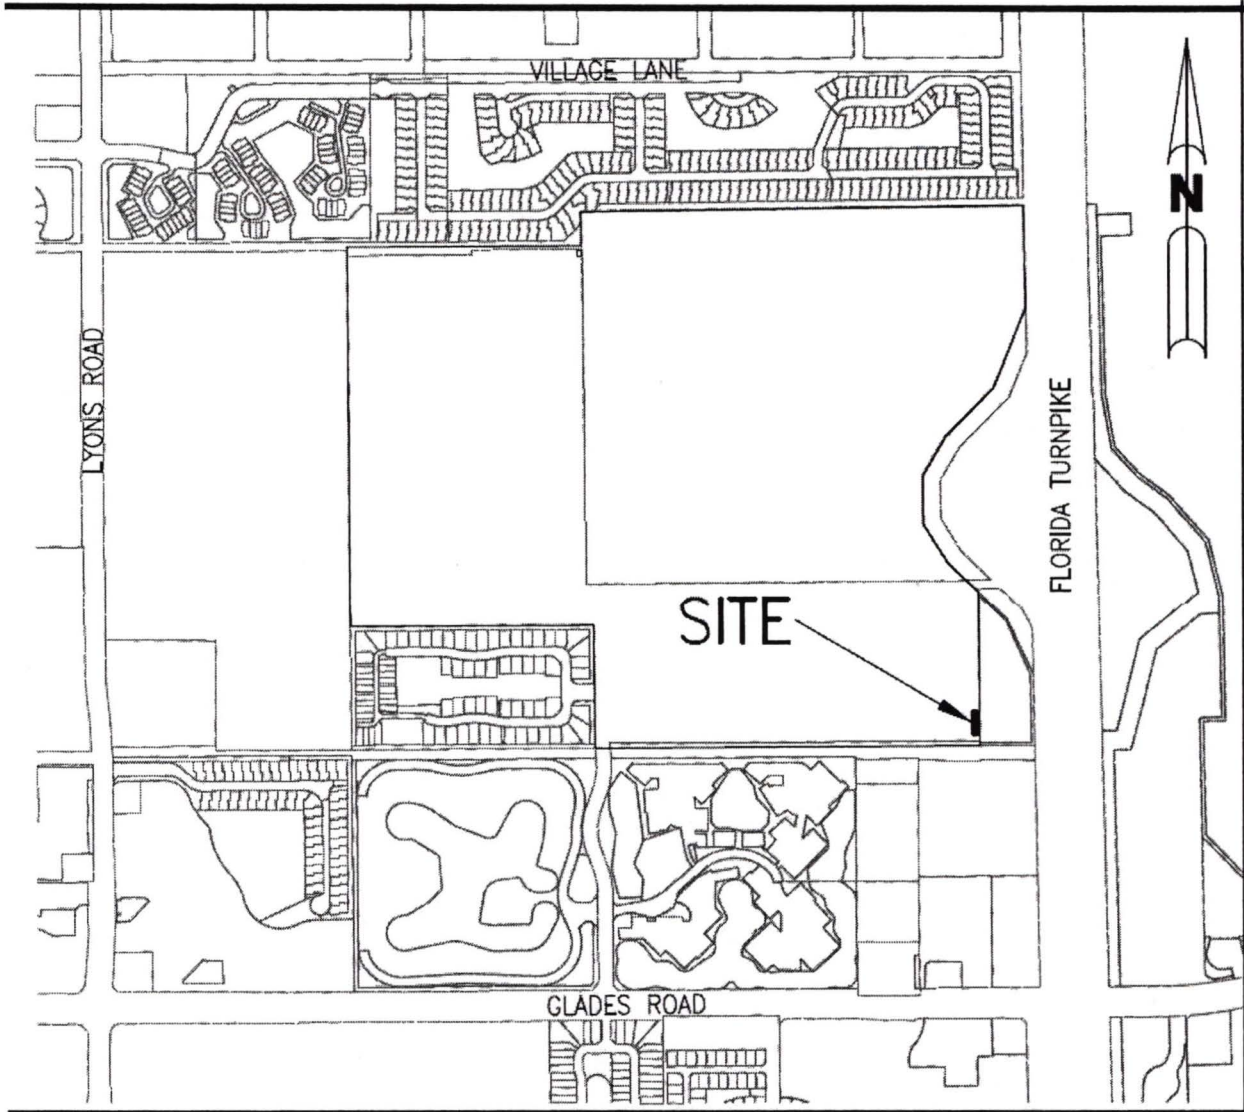 VILLAGE LANE
N
LYONS ROAD
FLORIDA TURNPIKE
SITE
GLADES ROAD